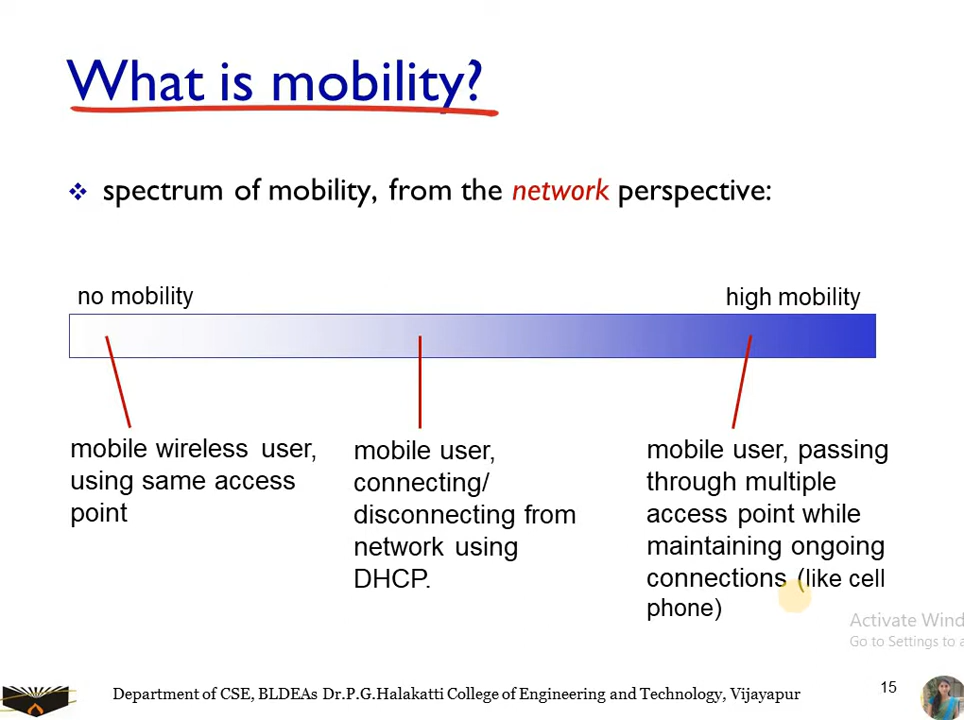 What is mobility?
spectrum of mobility, from the network perspective:
no mobility
high mobility
mobile wireless user,
using same access
point
mobile user,
connecting/
disconnecting from
network using
DHCP.
mobile user, passing
through multiple
access point while
maintaining ongoing
connections (like cell
phone)
Activate Wind
Go to Settings to a
Department of CSE, BLDEAs Dr.P.G.Halakatti College of Engineering and Technology, Vijayapur
15